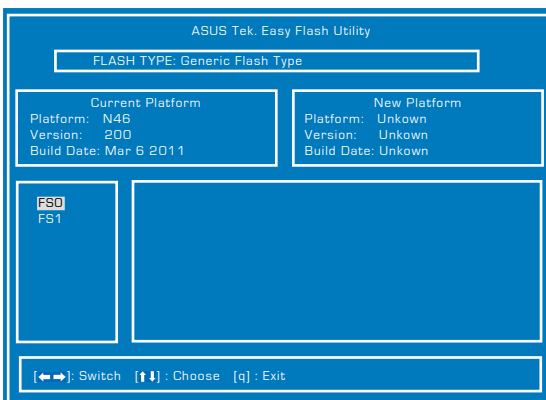 ASUS Tek. Easy Flash Utility
FLASH TYPE: Generic Flash Type
Current Platform
Platform: N46
Version: 200
Build Date: Mar 6 2011
New Platform
Platform: Unkown
Version: Unkown
Build Date: Unkown
FS0
FS1
[←→]: Switch [↑↓] : Choose [q] : Exit